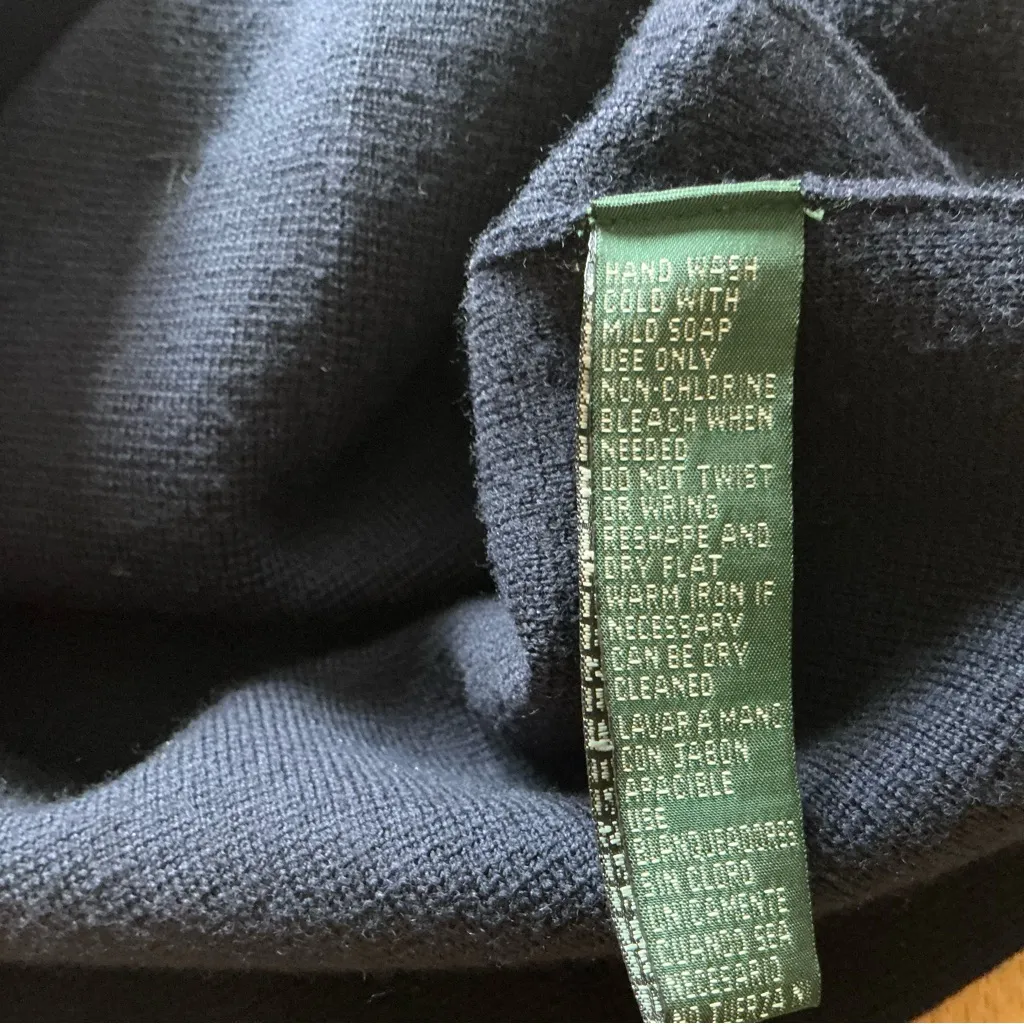 HAND WASH
COLD WITH
MILD SOAP
USE ONLY
NON-CHLORINE
BLEACH WHEN
NEEDED
DO NOT TWIST
OR WRING
RESHAPE AND
DRY FLAT
WARM IRON IF
NECESSARY
CAN BE DRY
CLEANED
LAVAR A MANO
CON JABON
APACIBLE
USE
BLANQUEADORES
SIN CLORO
UNICAMENTE
CUANDO SEA
NECESARIO
NO TUERZA N